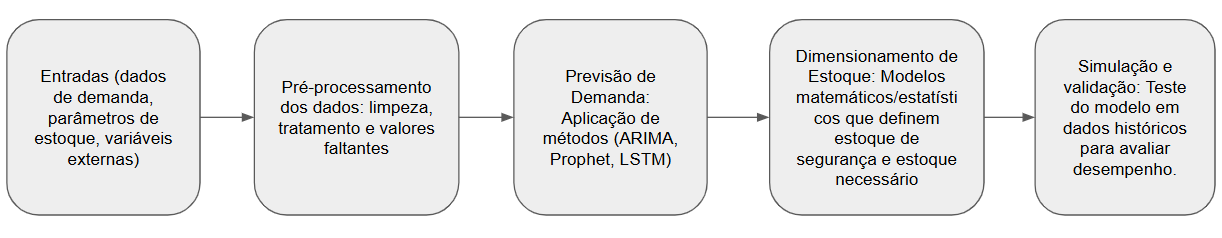 Entradas (dados
de demanda,
parâmetros de
estoque, variáveis
externas)
Pré-processamento
dos dados: limpeza,
tratamento e valores
faltantes
Previsão de
Demanda:
Aplicação de
métodos (ARIMA,
Prophet, LSTM)
Dimensionamento de
Estoque: Modelos
matemáticos/estatísti
cos que definem
estoque de
segurança e estoque
necessário
Simulação e
validação: Teste
do modelo em
dados históricos
para avaliar
desempenho.